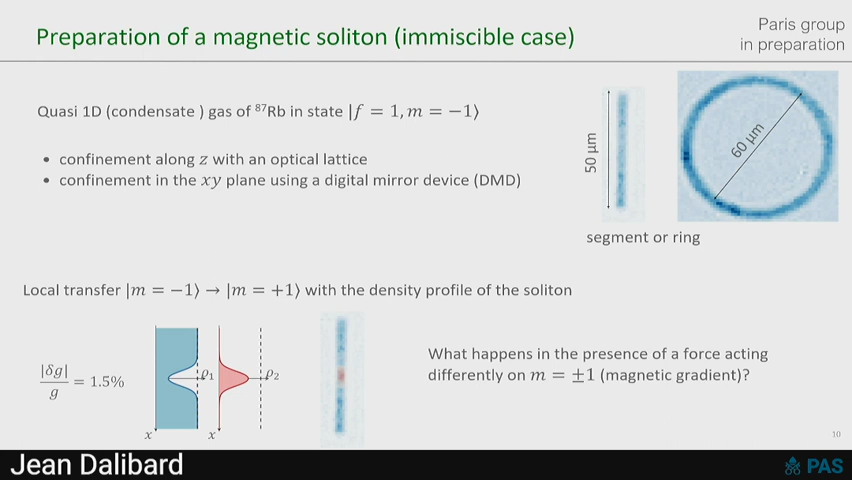 Preparation of a magnetic soliton (immiscible case)
Paris group
in preparation
Quasi 1D (condensate ) gas of ⁸⁷Rb in state |f = 1, m = −1⟩
• confinement along z with an optical lattice
• confinement in the xy plane using a digital mirror device (DMD)
50 μm
60 μm
segment or ring
Local transfer |m = −1⟩ → |m = +1⟩ with the density profile of the soliton
|δg|/g = 1.5%
ρ₁
ρ₂
x
x
What happens in the presence of a force acting
differently on m = ±1 (magnetic gradient)?
10
Jean Dalibard
PAS